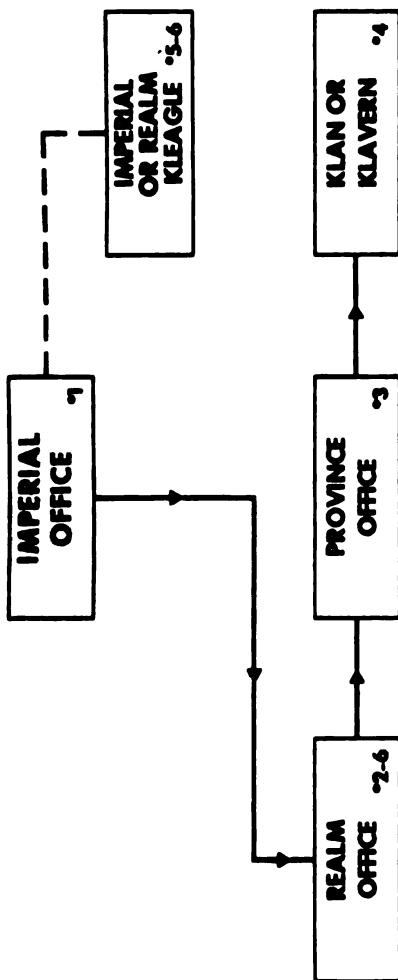 IMPERIAL
OFFICE
*1
IMPERIAL
OR REALM
KLEAGLE *5-6
REALM
OFFICE
*2-6
PROVINCE
OFFICE
*3
KLAN OR
KLAVERN
*4